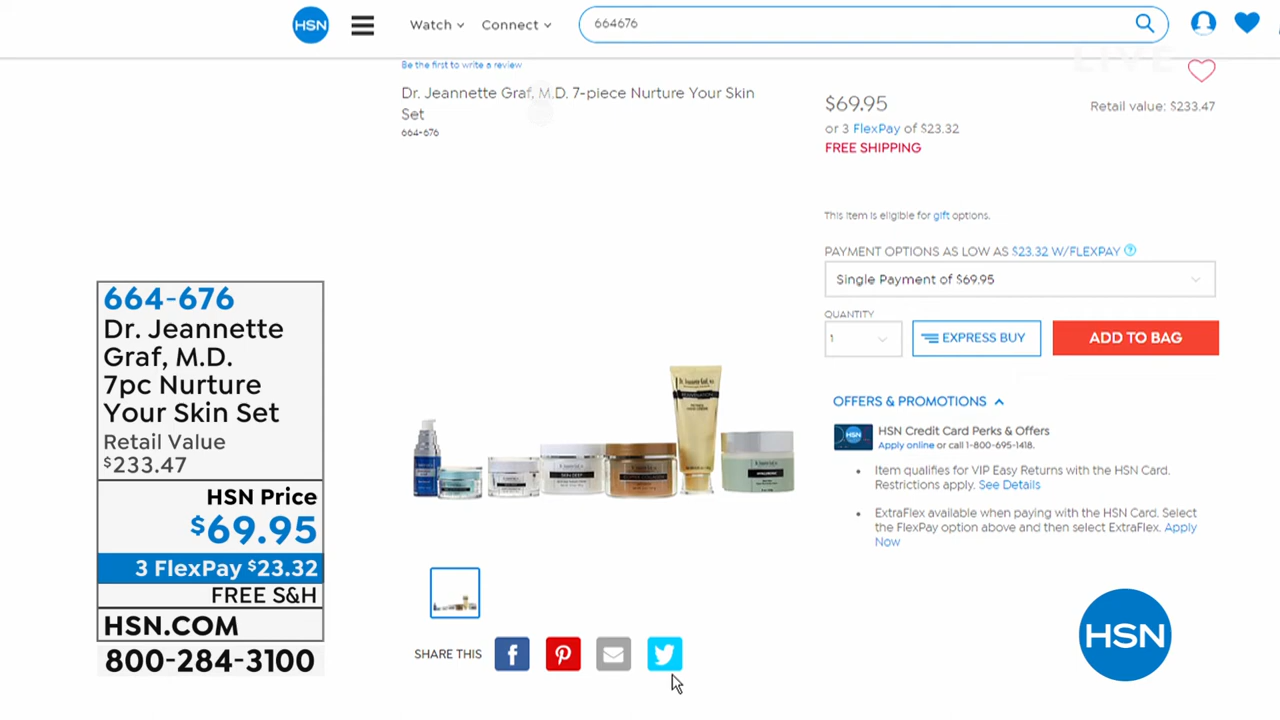 HSN
Watch
Connect
664676
LIVE
Be the first to write a review
Dr. Jeannette Graf, M.D. 7-piece Nurture Your Skin
Set
664-676
$69.95
Retail value: $233.47
or 3 FlexPay of $23.32
FREE SHIPPING
This item is eligible for gift options.
PAYMENT OPTIONS AS LOW AS $23.32 W/FLEXPAY ?
Single Payment of $69.95
QUANTITY
1
EXPRESS BUY
ADD TO BAG
OFFERS & PROMOTIONS
HSN
HSN Credit Card Perks & Offers
Apply online or call 1-800-695-1418.
Item qualifies for VIP Easy Returns with the HSN Card.
Restrictions apply. See Details
ExtraFlex available when paying with the HSN Card. Select
the FlexPay option above and then select ExtraFlex. Apply
Now
SHARE THIS
664-676
Dr. Jeannette
Graf, M.D.
7pc Nurture
Your Skin Set
Retail Value
$233.47
HSN Price
$69.95
3 FlexPay $23.32
FREE S&H
HSN.COM
800-284-3100
HSN